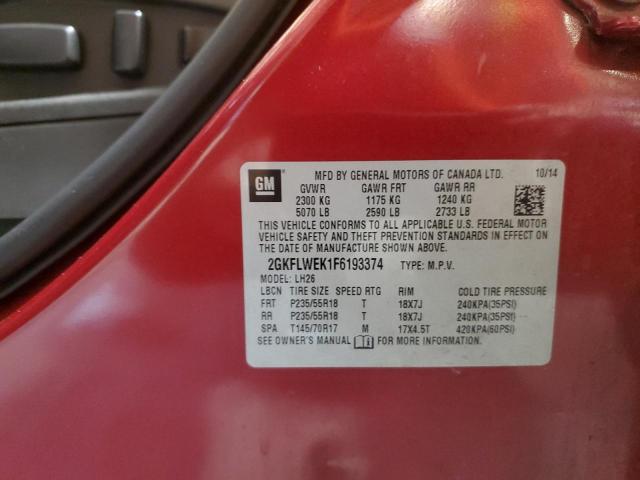 GM
MFD BY GENERAL MOTORS OF CANADA LTD. 10/14
GVWR GAWR FRT GAWR RR
2300 KG 1175 KG 1240 KG
5070 LB 2590 LB 2733 LB
THIS VEHICLE CONFORMS TO ALL APPLICABLE U.S. FEDERAL MOTOR
VEHICLE SAFETY AND THEFT PREVENTION STANDARDS IN EFFECT ON
THE DATE OF MANUFACTURE SHOWN ABOVE.
2GKFLWEK1F6193374 TYPE: M.P.V.
MODEL: LH26
LBCN TIRE SIZE SPEED RTG RIM COLD TIRE PRESSURE
FRT P235/55R18 T 18X7J 240KPA(35PSI)
RR P235/55R18 T 18X7J 240KPA(35PSI)
SPA T145/70R17 M 17X4.5T 420KPA(60PSI)
SEE OWNER'S MANUAL FOR MORE INFORMATION